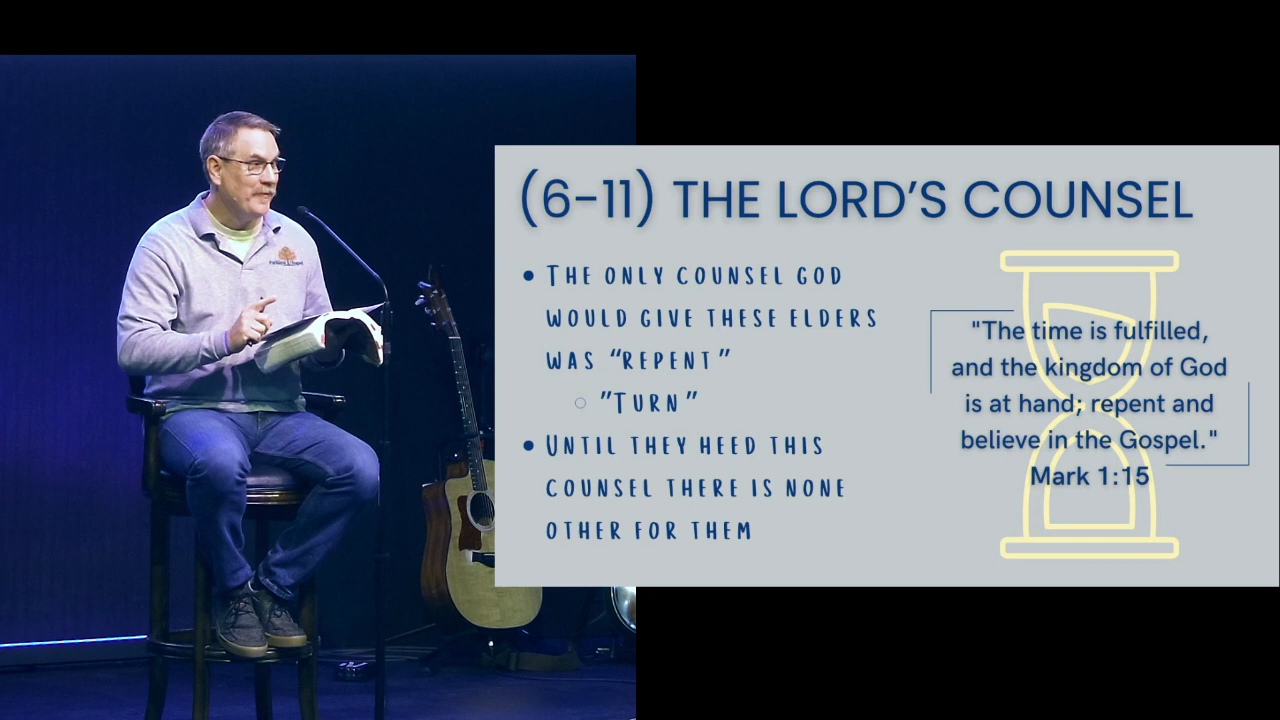 (6-11) THE LORD'S COUNSEL
• THE ONLY COUNSEL GOD
WOULD GIVE THESE ELDERS
WAS “REPENT”
○ ”TURN”
• UNTIL THEY HEED THIS
COUNSEL THERE IS NONE
OTHER FOR THEM
"The time is fulfilled,
and the kingdom of God
is at hand; repent and
believe in the Gospel."
Mark 1:15